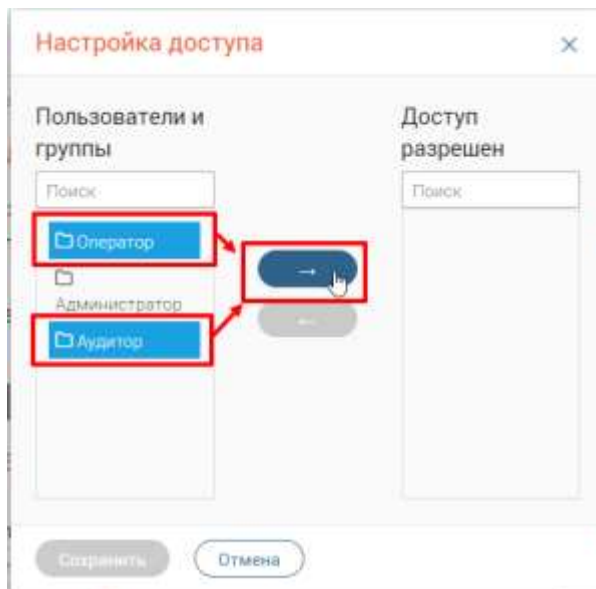 Настройка доступа
Пользователи и
группы
Поиск
Оператор
Администратор
Аудитор
→
←
Доступ
разрешен
Поиск
Сохранить
Отмена